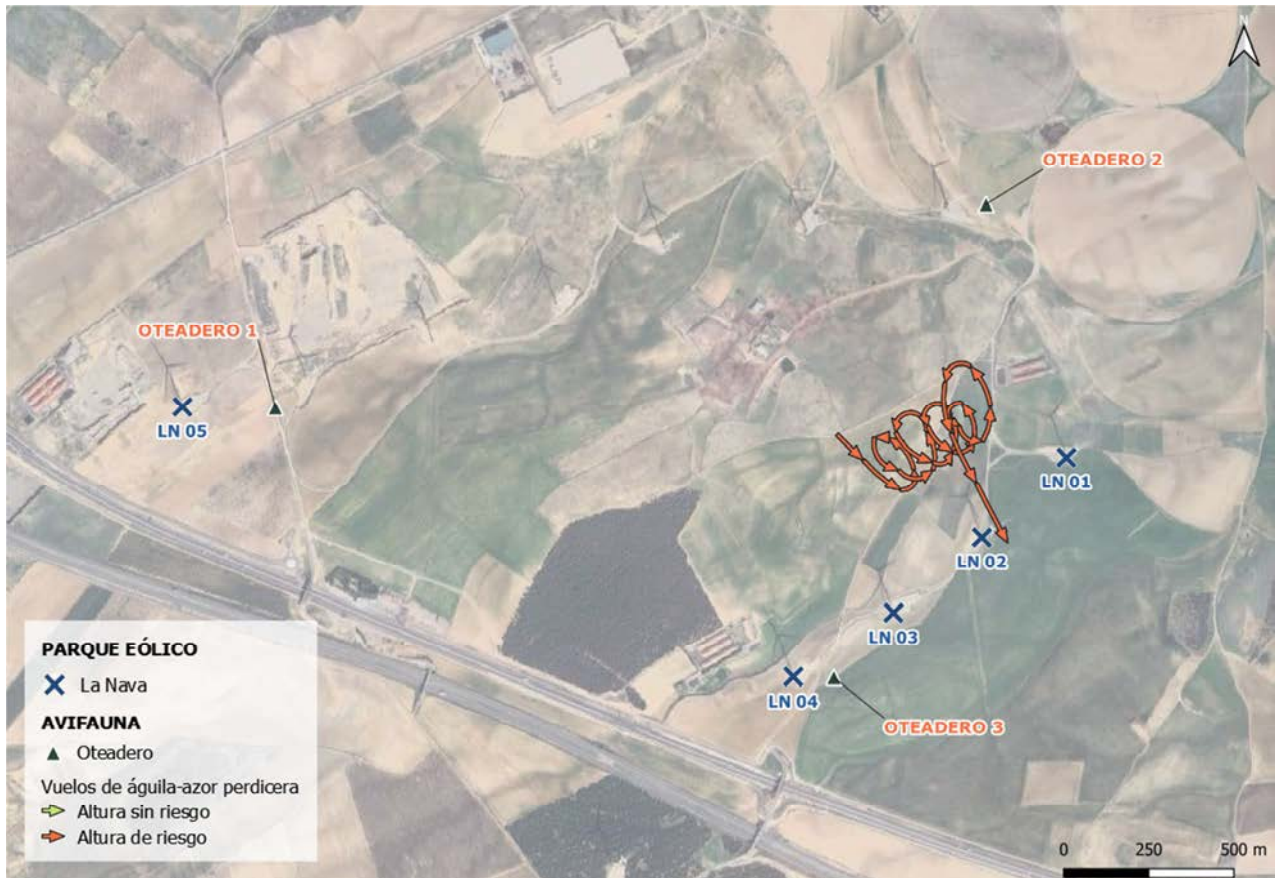 N
OTEADERO 2
OTEADERO 1
LN 05
LN 01
LN 02
LN 03
LN 04
OTEADERO 3
PARQUE EÓLICO
La Nava
AVIFAUNA
Oteadero
Vuelos de águila-azor perdicera
Altura sin riesgo
Altura de riesgo
0 250 500 m